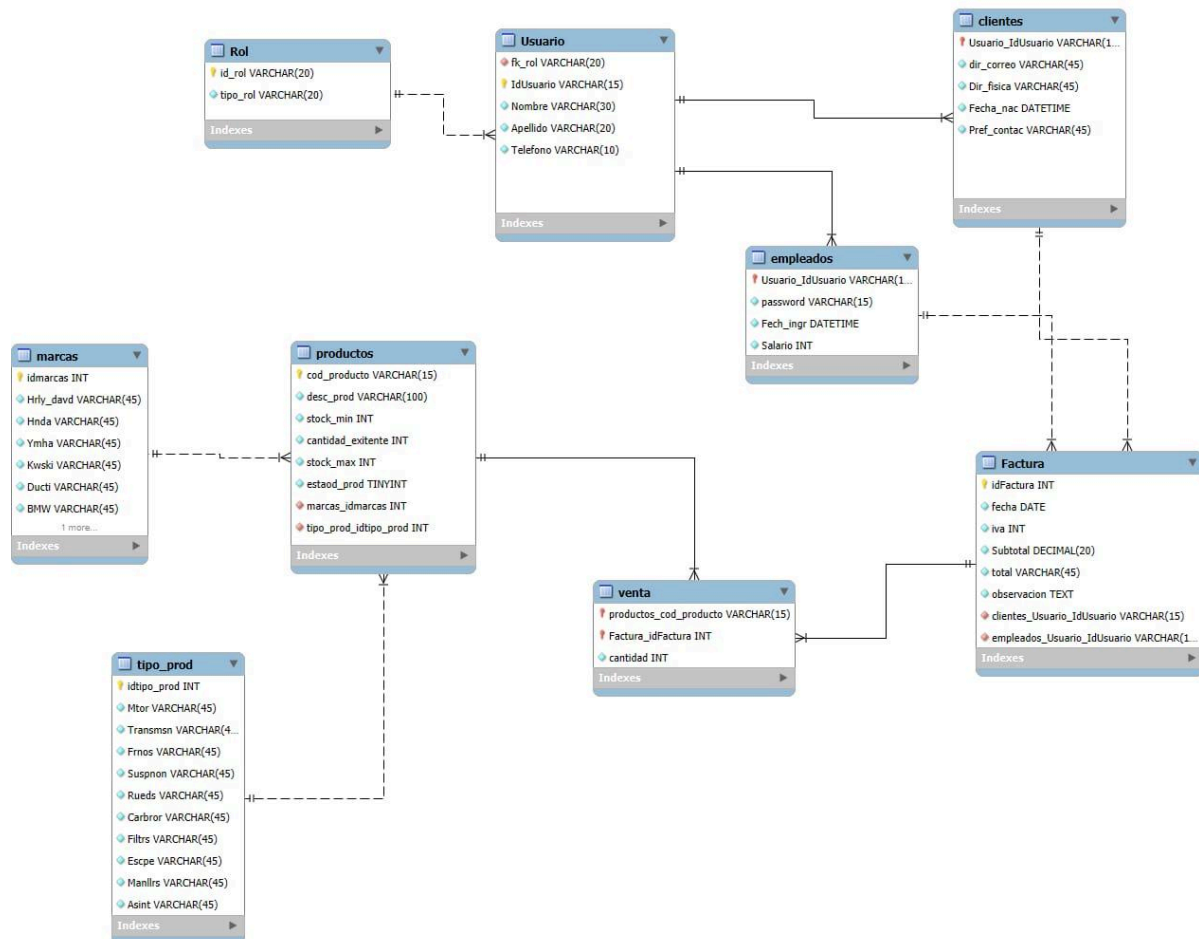 Rol
id_rol VARCHAR(20)
tipo_rol VARCHAR(20)
Indexes
Usuario
fk_rol VARCHAR(20)
IdUsuario VARCHAR(15)
Nombre VARCHAR(30)
Apellido VARCHAR(20)
Telefono VARCHAR(10)
Indexes
clientes
Usuario_IdUsuario VARCHAR(1...
dir_correo VARCHAR(45)
Dir_fisica VARCHAR(45)
Fecha_nac DATETIME
Pref_contac VARCHAR(45)
Indexes
empleados
Usuario_IdUsuario VARCHAR(1...
password VARCHAR(15)
Fech_ingr DATETIME
Salario INT
Indexes
marcas
idmarcas INT
Hrly_davd VARCHAR(45)
Hnda VARCHAR(45)
Ymha VARCHAR(45)
Kwski VARCHAR(45)
Ducti VARCHAR(45)
BMW VARCHAR(45)
1 more...
Indexes
productos
cod_producto VARCHAR(15)
desc_prod VARCHAR(100)
stock_min INT
cantidad_exitente INT
stock_max INT
estaod_prod TINYINT
marcas_idmarcas INT
tipo_prod_idtipo_prod INT
Indexes
Factura
idFactura INT
fecha DATE
iva INT
Subtotal DECIMAL(20)
total VARCHAR(45)
observacion TEXT
clientes_Usuario_IdUsuario VARCHAR(15)
empleados_Usuario_IdUsuario VARCHAR(1...
Indexes
venta
productos_cod_producto VARCHAR(15)
Factura_idFactura INT
cantidad INT
Indexes
tipo_prod
idtipo_prod INT
Mtor VARCHAR(45)
Transmsn VARCHAR(4...
Frnos VARCHAR(45)
Suspnon VARCHAR(45)
Rueds VARCHAR(45)
Carbror VARCHAR(45)
Filtrs VARCHAR(45)
Escpe VARCHAR(45)
Manllrs VARCHAR(45)
Asint VARCHAR(45)
Indexes